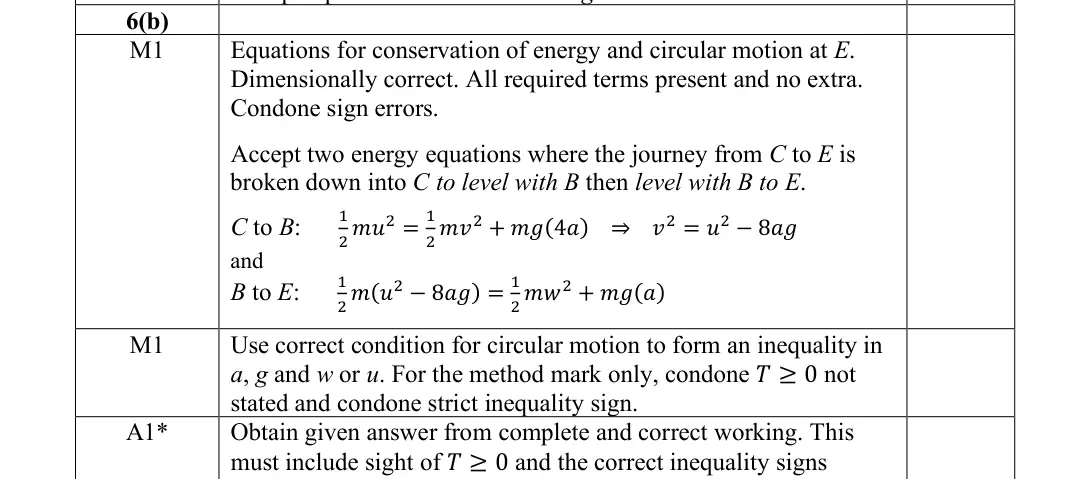 6(b)
M1
Equations for conservation of energy and circular motion at E.
Dimensionally correct. All required terms present and no extra.
Condone sign errors.
Accept two energy equations where the journey from C to E is
broken down into C to level with B then level with B to E.
C to B: ½mu² = ½mv² + mg(4a) ⇒ v² = u² − 8ag
and
B to E: ½m(u² − 8ag) = ½mw² + mg(a)
M1
Use correct condition for circular motion to form an inequality in
a, g and w or u. For the method mark only, condone T ≥ 0 not
stated and condone strict inequality sign.
A1*
Obtain given answer from complete and correct working. This
must include sight of T ≥ 0 and the correct inequality signs